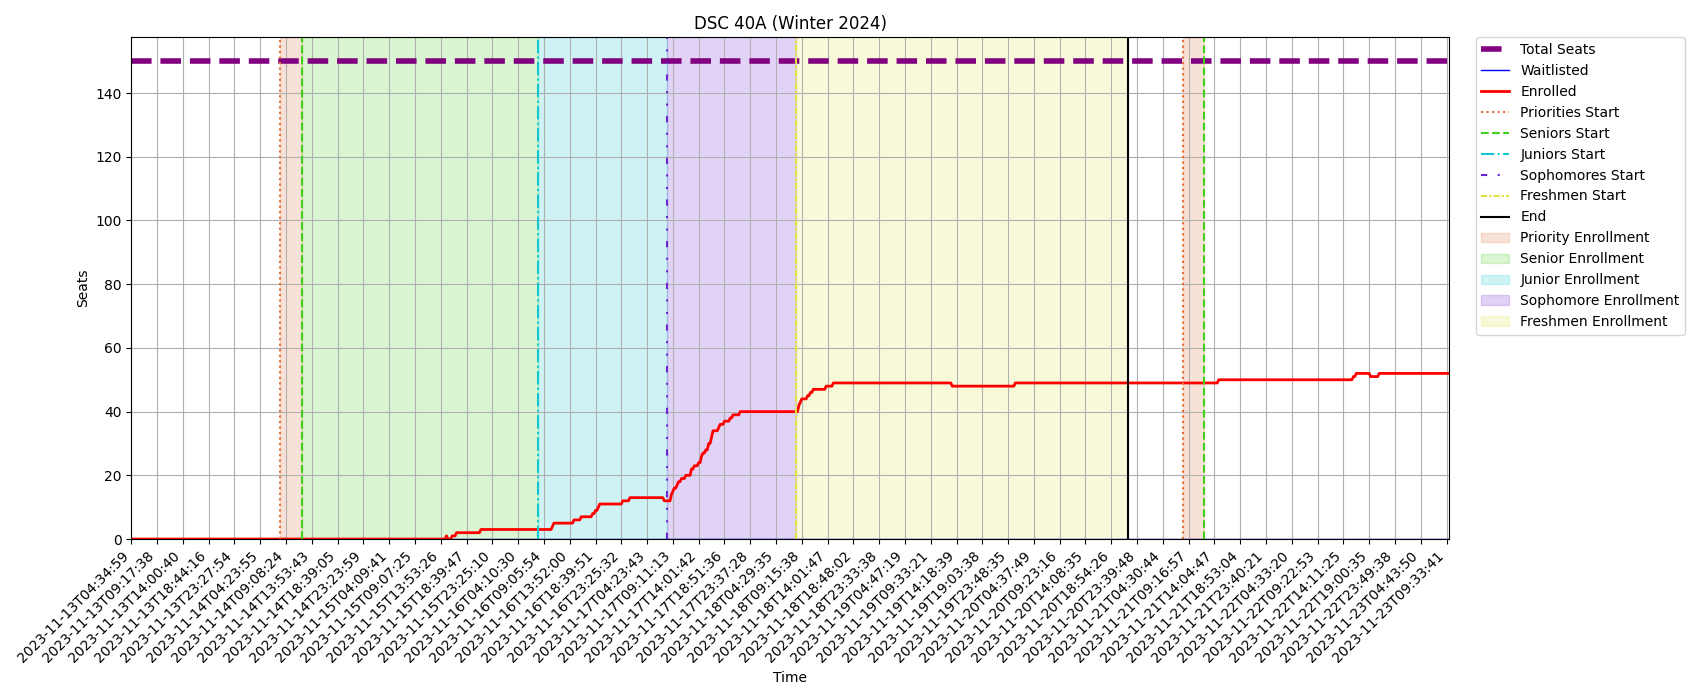 DSC 40A (Winter 2024)
Total Seats
Waitlisted
Enrolled
Priorities Start
Seniors Start
Juniors Start
Sophomores Start
Freshmen Start
End
Priority Enrollment
Senior Enrollment
Junior Enrollment
Sophomore Enrollment
Freshmen Enrollment
Seats
140
120
100
80
60
40
20
0
2023-11-13T04:34:59
2023-11-13T09:17:38
2023-11-13T14:00:40
2023-11-13T18:44:16
2023-11-13T23:27:54
2023-11-14T04:23:55
2023-11-14T09:08:24
2023-11-14T13:53:43
2023-11-14T18:39:05
2023-11-14T23:23:59
2023-11-15T04:09:41
2023-11-15T09:07:25
2023-11-15T13:53:26
2023-11-15T18:39:47
2023-11-15T23:25:10
2023-11-16T04:10:30
2023-11-16T09:05:54
2023-11-16T13:52:00
2023-11-16T18:39:51
2023-11-16T23:25:32
2023-11-17T04:23:43
2023-11-17T09:11:13
2023-11-17T14:01:42
2023-11-17T18:51:36
2023-11-17T23:37:28
2023-11-18T04:29:35
2023-11-18T09:15:38
2023-11-18T14:01:47
2023-11-18T18:48:02
2023-11-18T23:33:38
2023-11-19T04:47:19
2023-11-19T09:33:21
2023-11-19T14:18:39
2023-11-19T19:03:38
2023-11-19T23:48:35
2023-11-20T04:37:49
2023-11-20T09:23:16
2023-11-20T14:08:35
2023-11-20T18:54:26
2023-11-20T23:39:48
2023-11-21T04:30:44
2023-11-21T09:16:57
2023-11-21T14:04:47
2023-11-21T18:53:04
2023-11-21T23:40:21
2023-11-22T04:33:20
2023-11-22T09:22:53
2023-11-22T14:11:25
2023-11-22T19:00:35
2023-11-22T23:49:38
2023-11-23T04:43:50
2023-11-23T09:33:41
Time